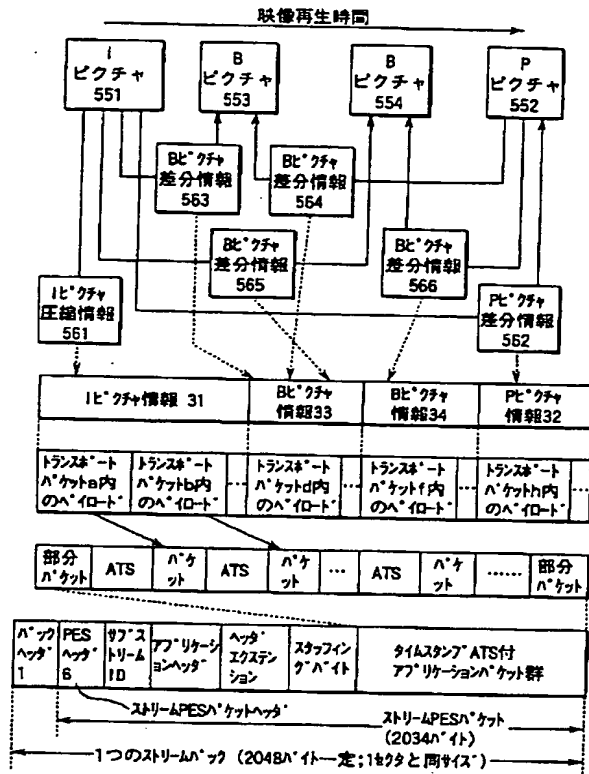 映像再生時間
I
ピクチャ
551
B
ピクチャ
553
B
ピクチャ
554
P
ピクチャ
552
Bピクチャ
差分情報
563
Bピクチャ
差分情報
564
Bピクチャ
差分情報
565
Bピクチャ
差分情報
566
Iピクチャ
圧縮情報
561
Pピクチャ
差分情報
562
Iピクチャ情報 31
Bピクチャ
情報33
Bピクチャ
情報34
Pピクチャ
情報32
トランスポート
パケットa内
のペイロード
トランスポート
パケットb内
のペイロード
…
トランスポート
パケットd内
のペイロード
…
トランスポート
パケットf内
のペイロード
…
トランスポート
パケットh内
のペイロード
…
部分
パケット
ATS
パケ
ット
ATS
パケ
ット
…
ATS
パケ
ット
……
部分
パケット
パック
ヘッダ
1
PES
ヘッダ
6
サブス
トリーム
ID
アプリケーシ
ョンヘッダ
ヘッダ
エクステン
ション
スタッフィン
グバイト
タイムスタンプATS付
アプリケーションパケット群
ストリームPESパケットヘッダ
ストリームPESパケット
(2034バイト)
1つのストリームパック (2048バイト一定;1セクタと同サイズ)